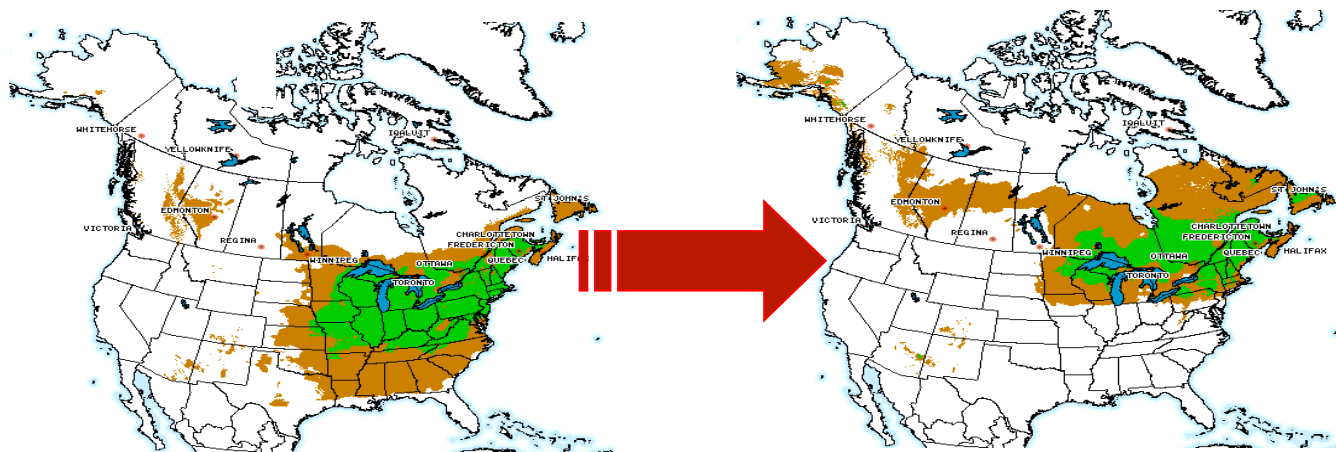 WHITEHORSE
YELLOWKNIFE
IQALUIT
EDMONTON
ST JOHN'S
VICTORIA
REGINA
CHARLOTTETOWN
FREDERICTON
WINNIPEG
OTTAWA
QUEBEC
HALIFAX
TORONTO
WHITEHORSE
YELLOWKNIFE
IQALUIT
EDMONTON
ST JOHN'S
VICTORIA
REGINA
CHARLOTTETOWN
FREDERICTON
WINNIPEG
OTTAWA
QUEBEC
HALIFAX
TORONTO